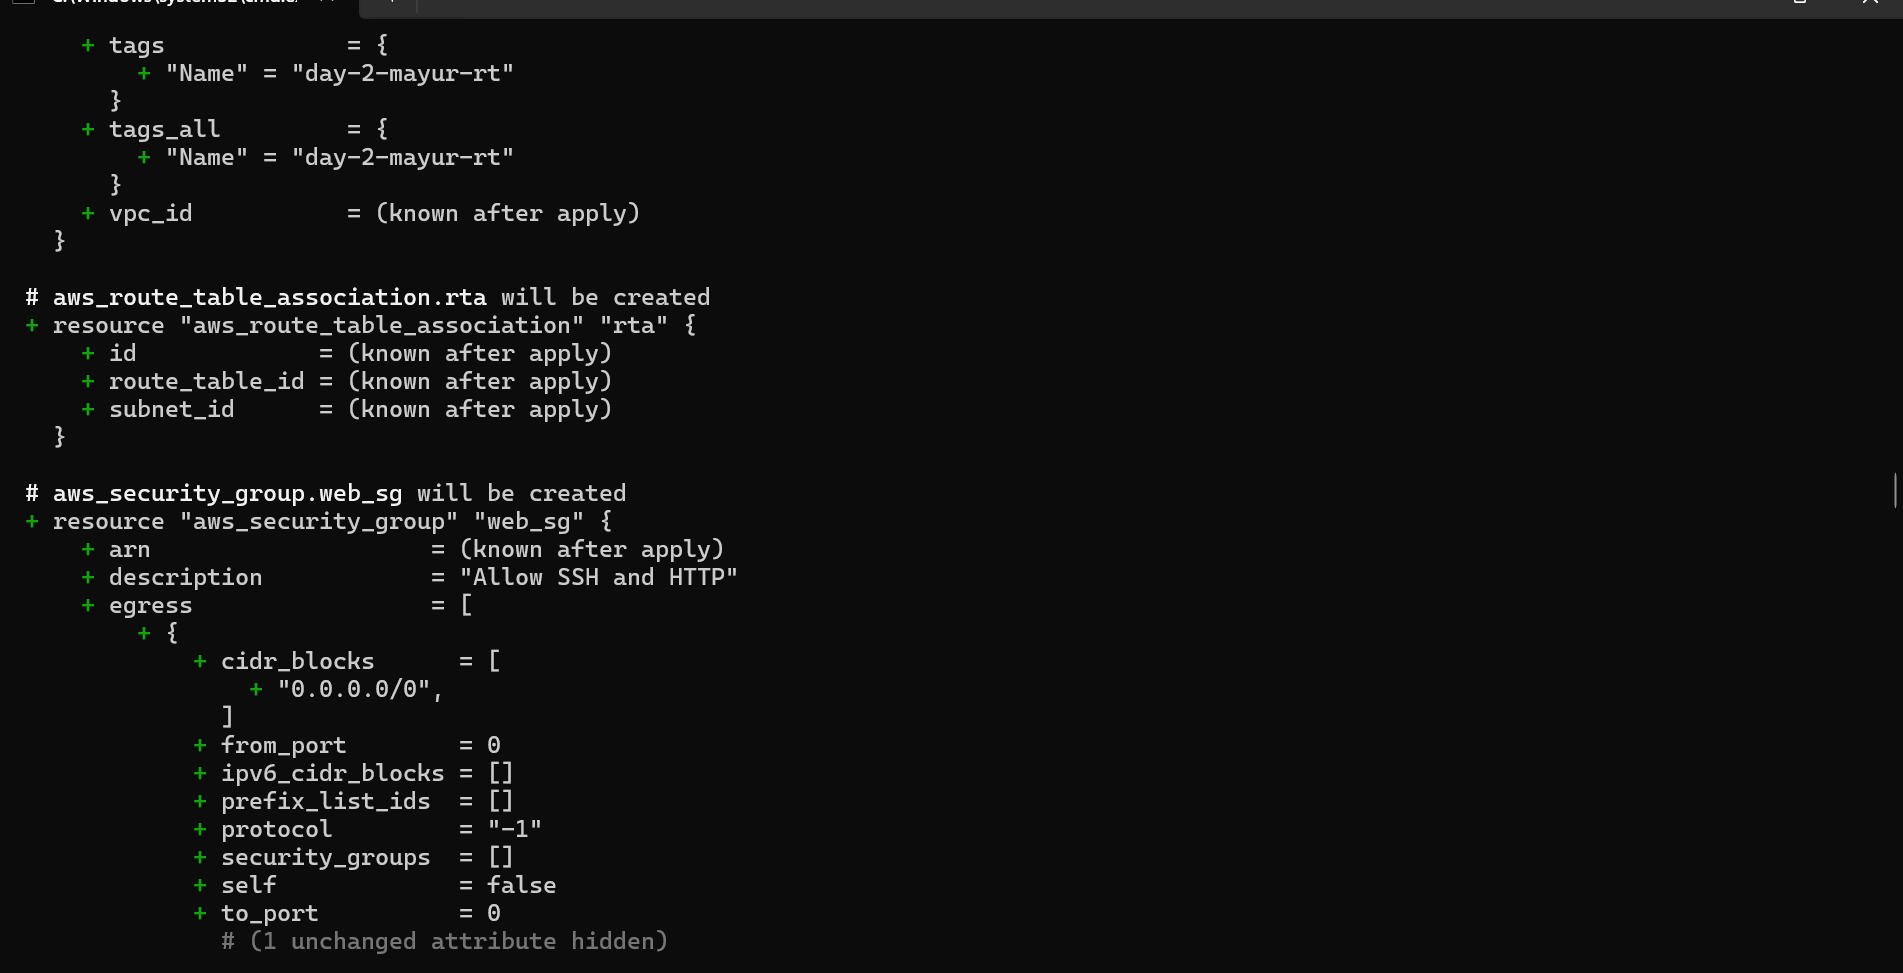 + tags             = {
+ "Name" = "day-2-mayur-rt"
}
+ tags_all         = {
+ "Name" = "day-2-mayur-rt"
}
+ vpc_id           = (known after apply)
}
# aws_route_table_association.rta will be created
+ resource "aws_route_table_association" "rta" {
+ id             = (known after apply)
+ route_table_id = (known after apply)
+ subnet_id      = (known after apply)
}
# aws_security_group.web_sg will be created
+ resource "aws_security_group" "web_sg" {
+ arn                    = (known after apply)
+ description            = "Allow SSH and HTTP"
+ egress                 = [
+ {
+ cidr_blocks      = [
+ "0.0.0.0/0",
]
+ from_port        = 0
+ ipv6_cidr_blocks = []
+ prefix_list_ids  = []
+ protocol         = "-1"
+ security_groups  = []
+ self             = false
+ to_port          = 0
# (1 unchanged attribute hidden)